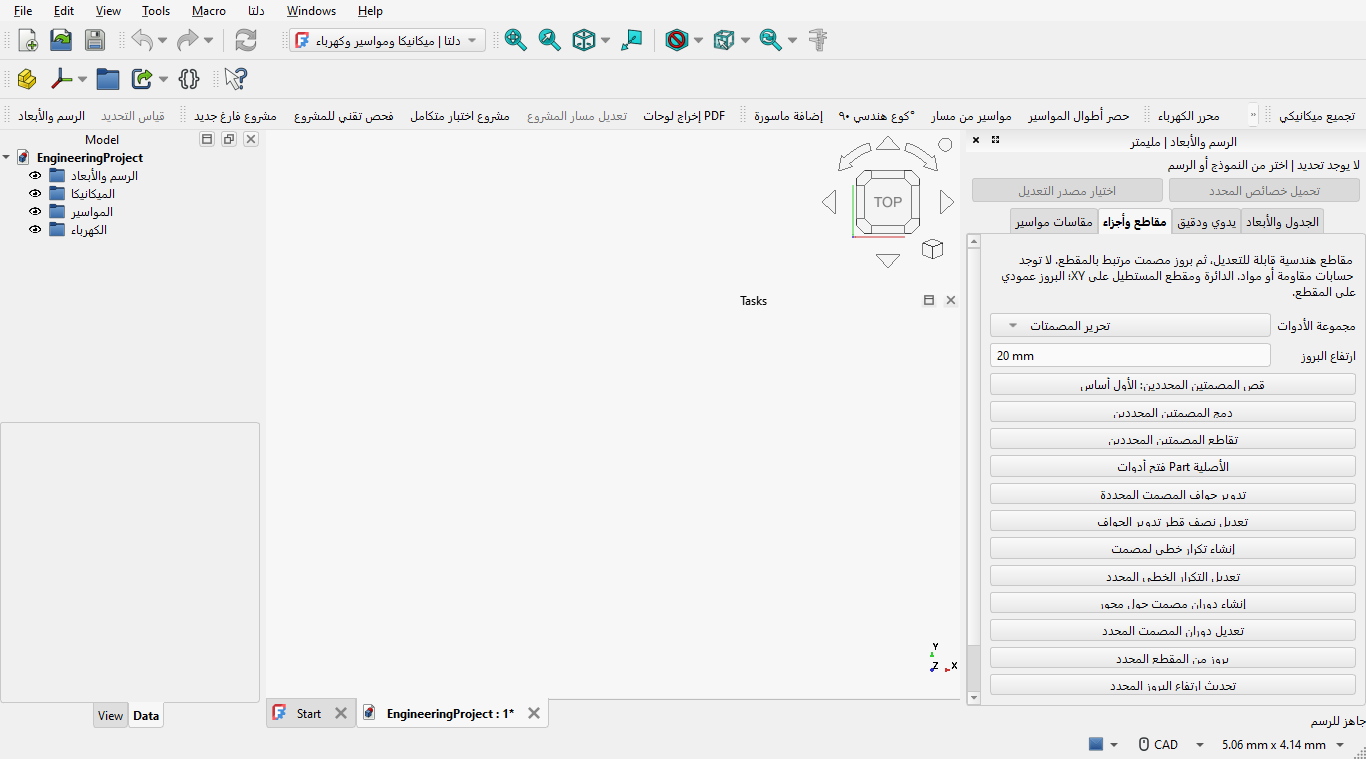 File Edit View Tools Macro دلتا Windows Help
دلتا | ميكانيكا ومواسير وكهرباء
الرسم والأبعاد قياس التحديد مشروع فارغ جديد مشروع اختبار متكامل فحص تقني للمشروع تعديل مسار المشروع PDF إخراج لوحات إضافة ماسورة كوع هندسي ٩٠° مواسير من مسار حصر أطوال المواسير محرر الكهرباء » تجميع ميكانيكي
Model
EngineeringProject
الرسم والأبعاد
الميكانيكا
المواسير
الكهرباء
View Data
TOP
Tasks
Y
Z X
Start
EngineeringProject : 1*
الرسم والأبعاد | مليمتر
لا يوجد تحديد | اختر من النموذج أو الرسم
تحميل خصائص المحدد اختيار مصدر التعديل
الجدول والأبعاد يدوي ودقيق مقاطع وأجزاء مقاسات مواسير
مقاطع هندسية قابلة للتعديل، ثم بروز مصمت مرتبط بالمقطع. لا توجد
حسابات مقاومة أو مواد. الدائرة ومقطع المستطيل على XY؛ البروز عمودي
على المقطع.
مجموعة الأدوات تحرير المصمتات
ارتفاع البروز 20 mm
قص المصمتين المحددين: الأول أساس
دمج المصمتين المحددين
تقاطع المصمتين المحددين
الأصلية Part فتح أدوات
تدوير حواف المصمت المحددة
تعديل نصف قطر تدوير الحواف
إنشاء تكرار خطي لمصمت
تعديل التكرار الخطي المحدد
إنشاء دوران مصمت حول محور
تعديل دوران المصمت المحدد
بروز من المقطع المحدد
تحديث ارتفاع البروز المحدد
جاهز للرسم
CAD 5.06 mm x 4.14 mm